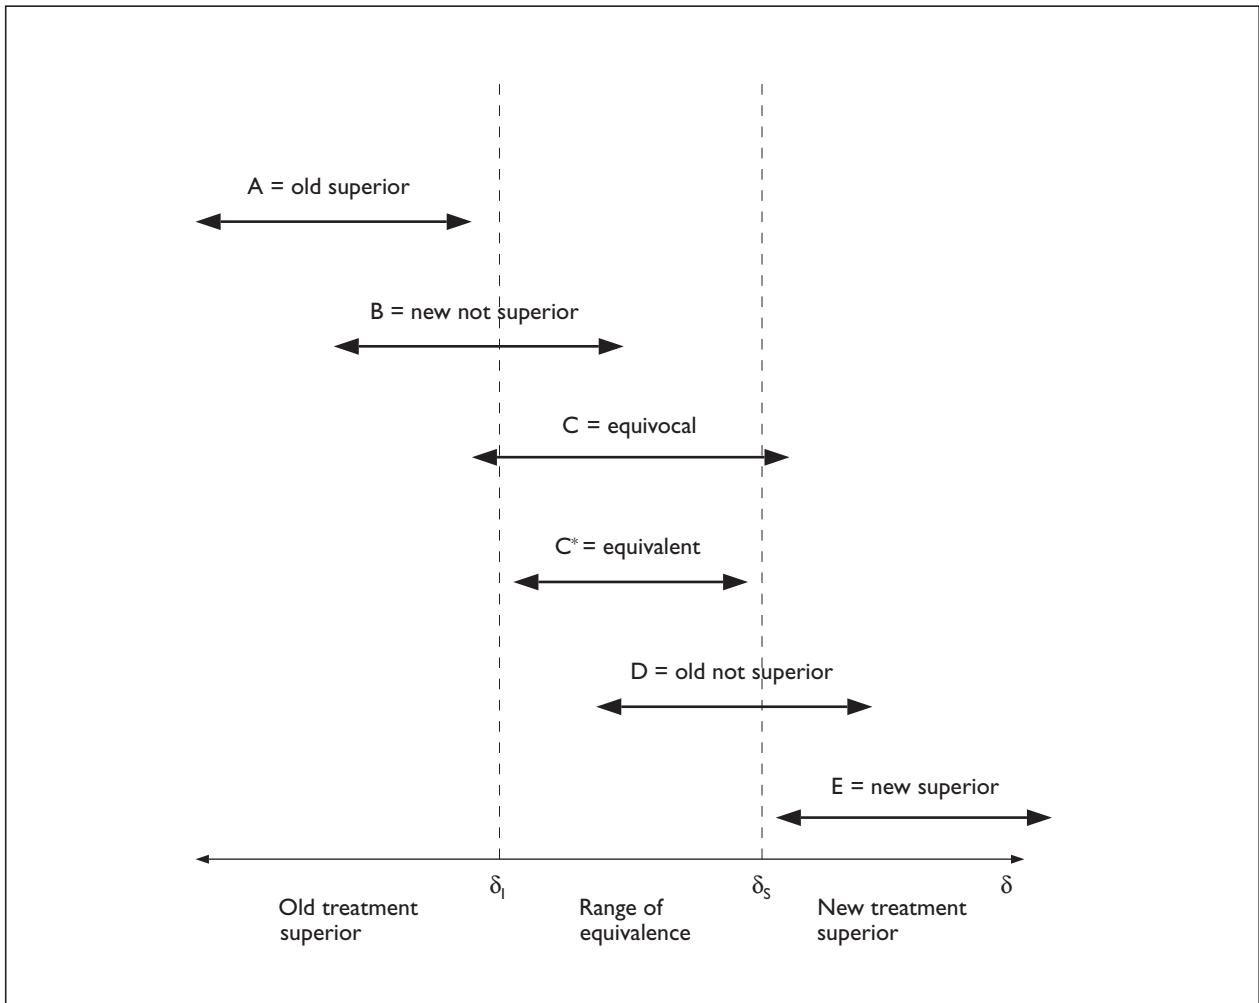 A = old superior
B = new not superior
C = equivocal
C* = equivalent
D = old not superior
E = new superior
δI
δS
δ
Old treatment
superior
Range of
equivalence
New treatment
superior